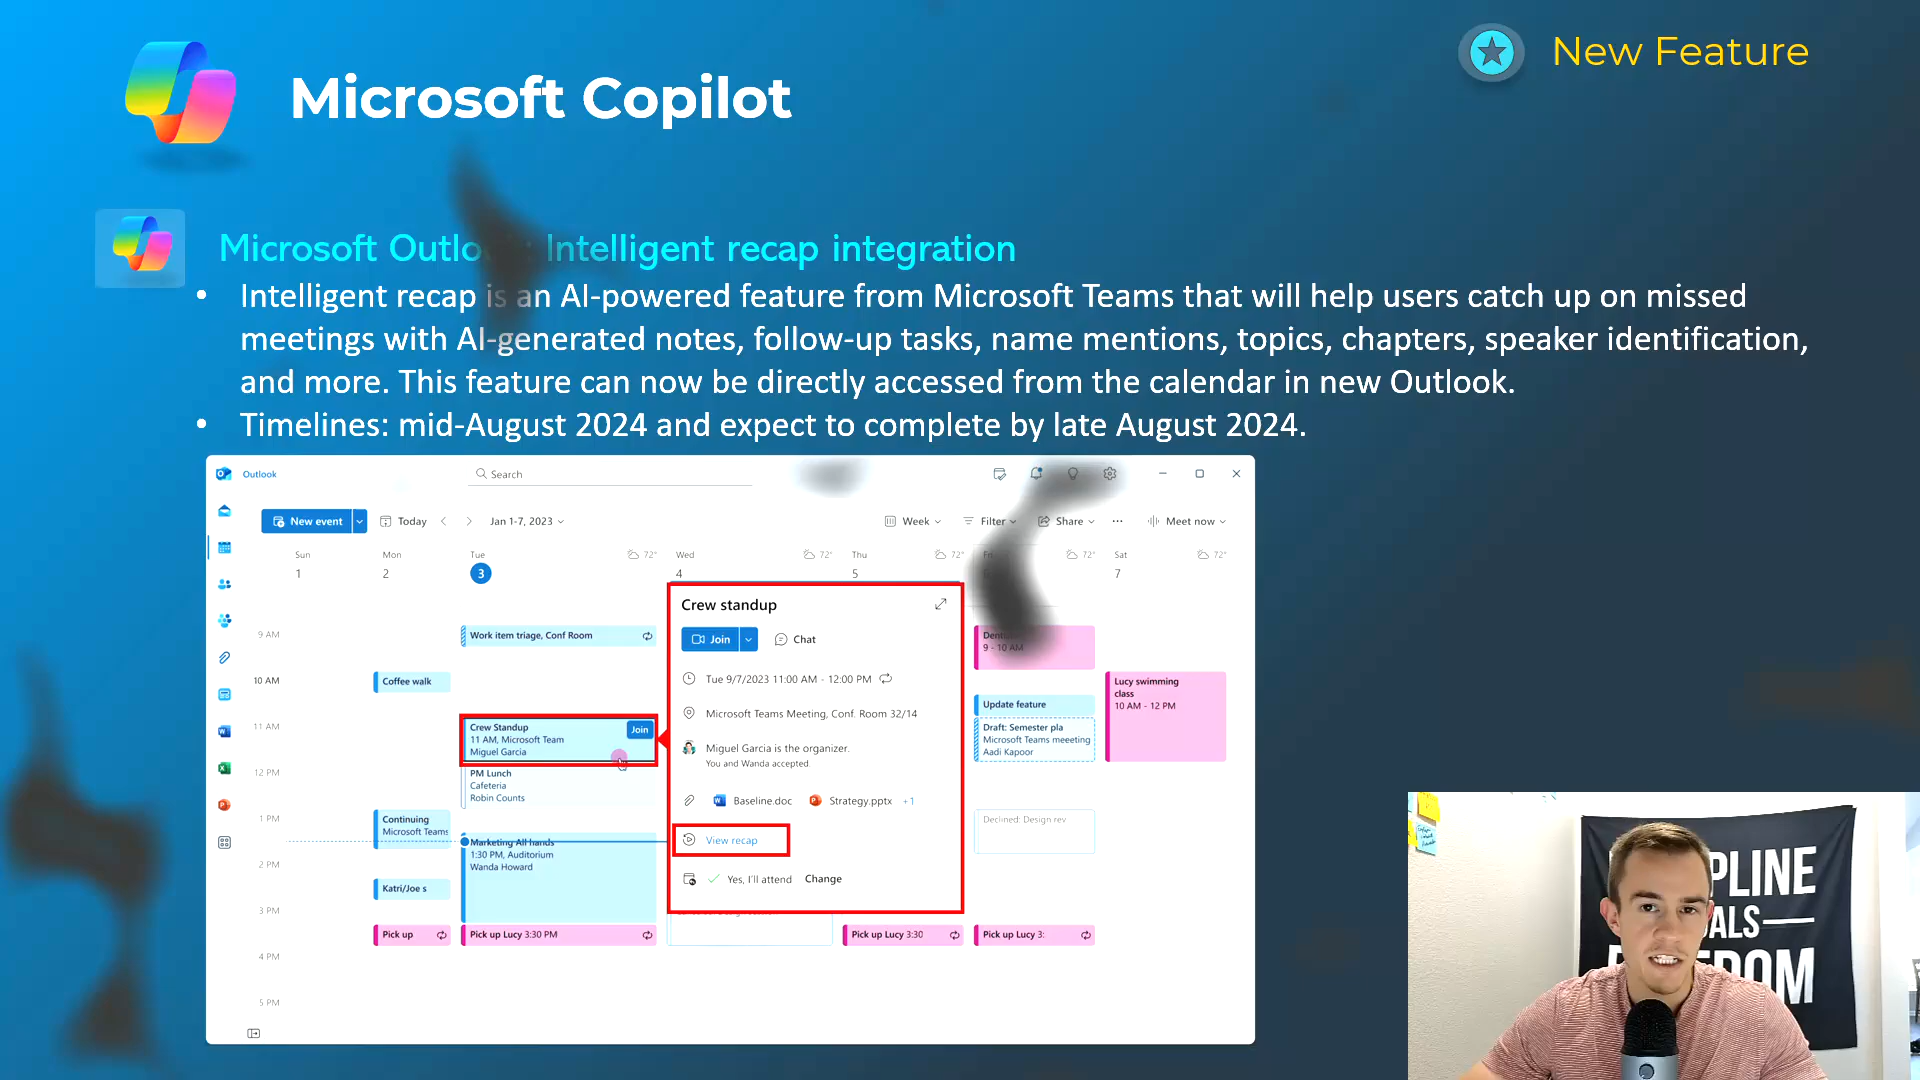 New Feature
Microsoft Copilot
Microsoft Outlo : Intelligent recap integration
• Intelligent recap is an AI-powered feature from Microsoft Teams that will help users catch up on missed
meetings with AI-generated notes, follow-up tasks, name mentions, topics, chapters, speaker identification,
and more. This feature can now be directly accessed from the calendar in new Outlook.
• Timelines: mid-August 2024 and expect to complete by late August 2024.
Outlook
Search
New event
Today
Jan 1-7, 2023
Week
Filter
Share
Meet now
Sun
Mon
Tue
72°
Wed
72°
Thu
72°
72°
Sat
72°
1
2
3
4
5
7
9 AM
10 AM
11 AM
12 PM
1 PM
2 PM
3 PM
4 PM
5 PM
Coffee walk
Continuing
Microsoft Teams
Katri/Joe s
Pick up
Work item triage, Conf Room
Crew Standup
11 AM, Microsoft Team
Miguel Garcia
Join
PM Lunch
Cafeteria
Robin Counts
Marketing All hands
1:30 PM, Auditorium
Wanda Howard
Pick up Lucy 3:30 PM
Crew standup
Join
Chat
Tue 9/7/2023 11:00 AM - 12:00 PM
Microsoft Teams Meeting, Conf. Room 32/14
Miguel Garcia is the organizer.
You and Wanda accepted.
Baseline.doc
Strategy.pptx
+1
View recap
Yes, I'll attend
Change
Pick up Lucy 3:30
9 - 10 AM
Update feature
Draft: Semester pla
Microsoft Teams meeeting
Aadi Kapoor
Declined: Design rev
Pick up Lucy 3:
Lucy swimming
class
10 AM - 12 PM